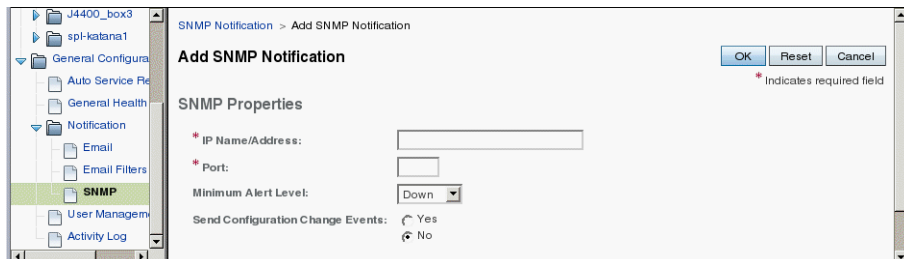 J4400_box3
spl-katana1
General Configura
Auto Service Re
General Health
Notification
Email
Email Filters
SNMP
User Managem
Activity Log
SNMP Notification > Add SNMP Notification
Add SNMP Notification
OK Reset Cancel
* Indicates required field
SNMP Properties
* IP Name/Address:
* Port:
Minimum Alert Level: Down
Send Configuration Change Events: Yes
No